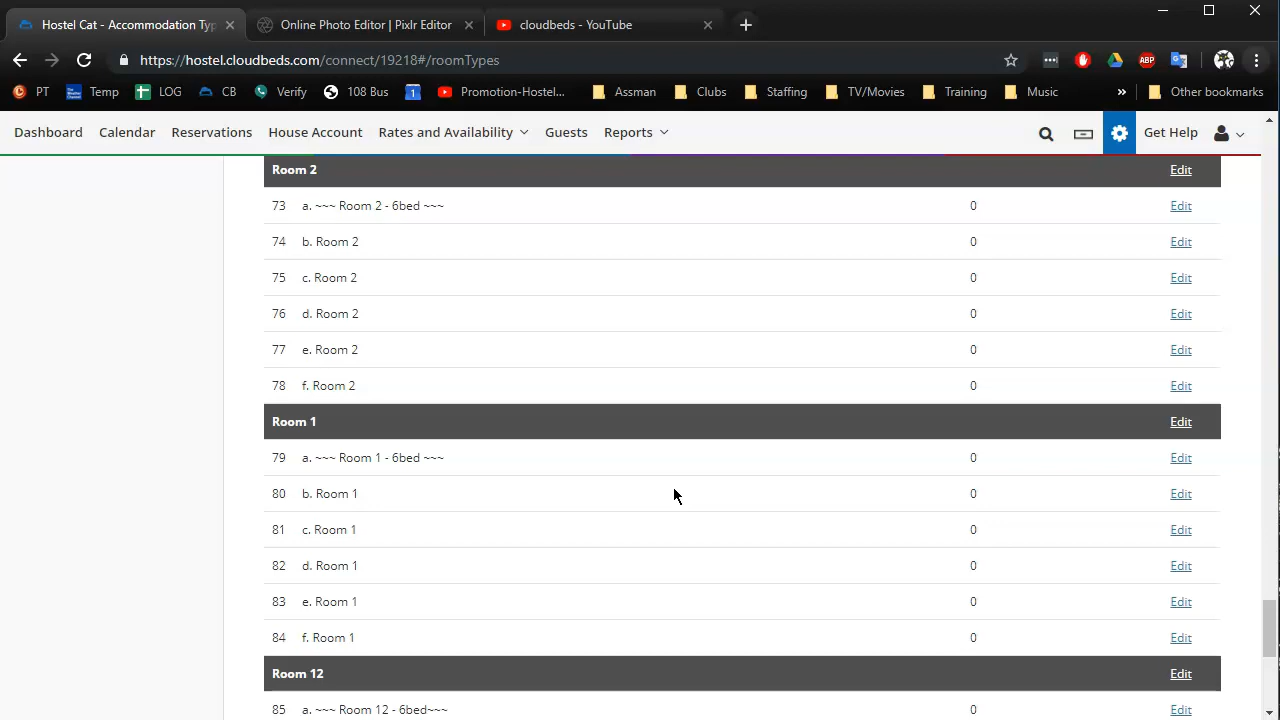 Hostel Cat - Accommodation Typ
Online Photo Editor | Pixlr Editor
cloudbeds - YouTube
https://hostel.cloudbeds.com/connect/19218#/roomTypes
ABP
PT
Temp
LOG
CB
Verify
108 Bus
1
Promotion-Hostel...
Assman
Clubs
Staffing
TV/Movies
Training
Music
»
Other bookmarks
Dashboard
Calendar
Reservations
House Account
Rates and Availability
Guests
Reports
Get Help
Room 2 Edit
73 a. ~~~ Room 2 - 6bed ~~~ 0 Edit
74 b. Room 2 0 Edit
75 c. Room 2 0 Edit
76 d. Room 2 0 Edit
77 e. Room 2 0 Edit
78 f. Room 2 0 Edit
Room 1 Edit
79 a. ~~~ Room 1 - 6bed ~~~ 0 Edit
80 b. Room 1 0 Edit
81 c. Room 1 0 Edit
82 d. Room 1 0 Edit
83 e. Room 1 0 Edit
84 f. Room 1 0 Edit
Room 12 Edit
85 a. ~~~ Room 12 - 6bed~~~ 0 Edit